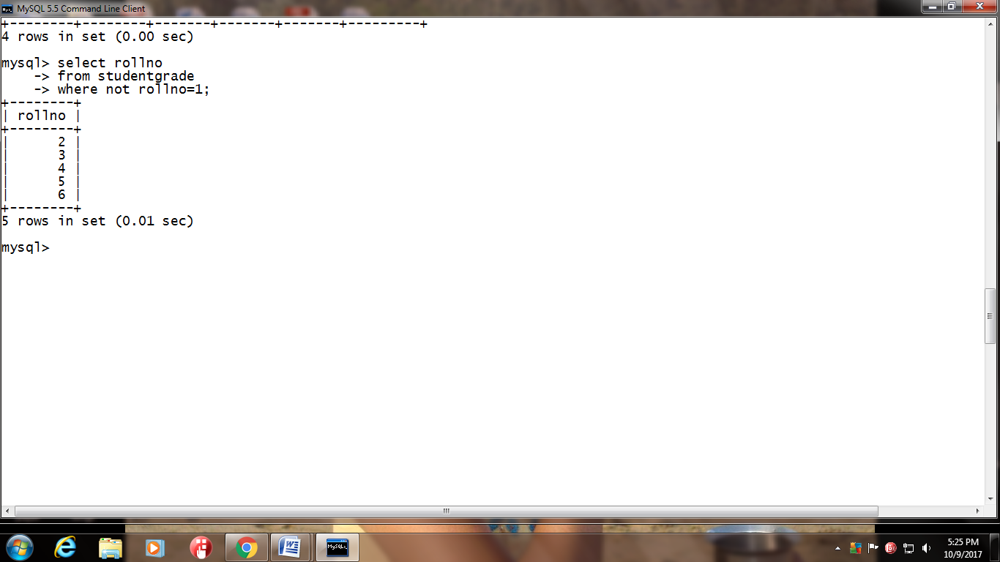 MySQL 5.5 Command Line Client
+--------+--------+-------+-------+-------+---------+
4 rows in set (0.00 sec)
mysql> select rollno
    -> from studentgrade
    -> where not rollno=1;
+--------+
| rollno |
+--------+
|      2 |
|      3 |
|      4 |
|      5 |
|      6 |
+--------+
5 rows in set (0.01 sec)
mysql>
MySQL
5:25 PM
10/9/2017